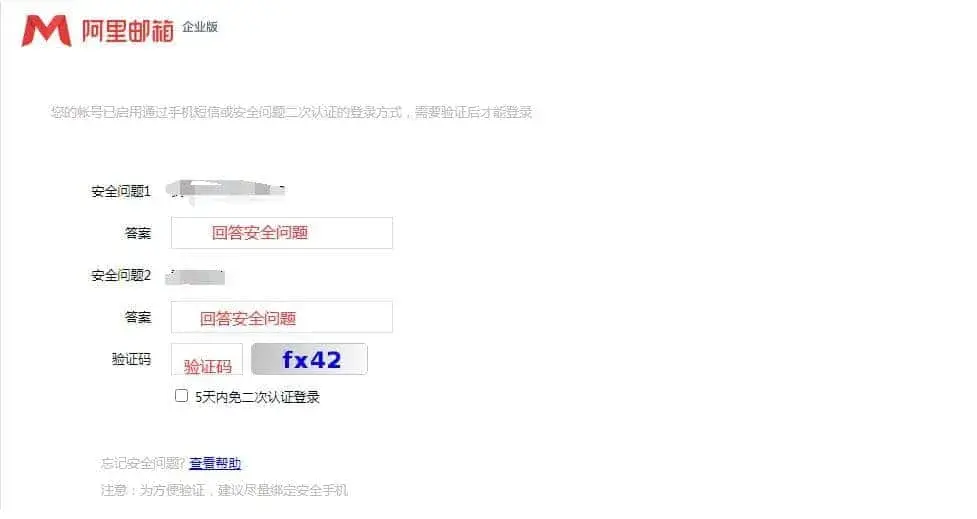 阿里邮箱 企业版
您的帐号已启用通过手机短信或安全问题二次认证的登录方式，需要验证后才能登录
安全问题1
答案 回答安全问题
安全问题2
答案 回答安全问题
验证码 验证码 fx42
5天内免二次认证登录
忘记安全问题? 查看帮助
注意：为方便验证，建议尽量绑定安全手机